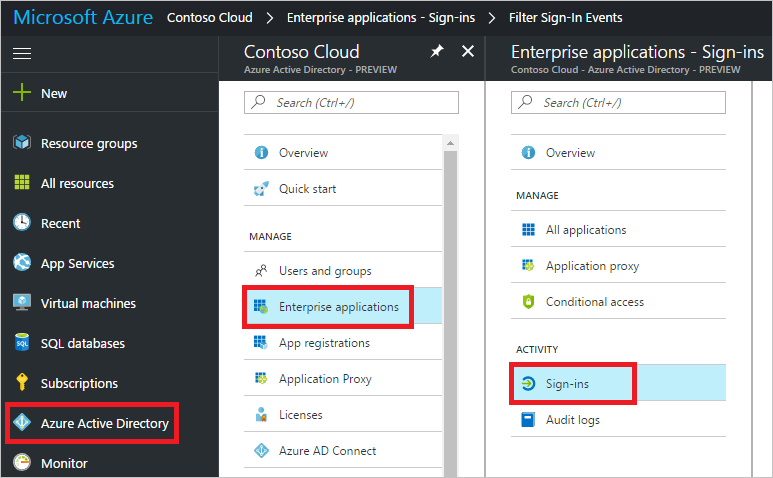 Microsoft Azure Contoso Cloud > Enterprise applications - Sign-ins > Filter Sign-In Events
New
Resource groups
All resources
Recent
App Services
Virtual machines
SQL databases
Subscriptions
Azure Active Directory
Monitor
Contoso Cloud
Azure Active Directory - PREVIEW
Search (Ctrl+/)
Overview
Quick start
MANAGE
Users and groups
Enterprise applications
App registrations
Application Proxy
Licenses
Azure AD Connect
Enterprise applications - Sign-ins
Contoso Cloud - Azure Active Directory - PREVIEW
Search (Ctrl+/)
Overview
MANAGE
All applications
Application proxy
Conditional access
ACTIVITY
Sign-ins
Audit logs